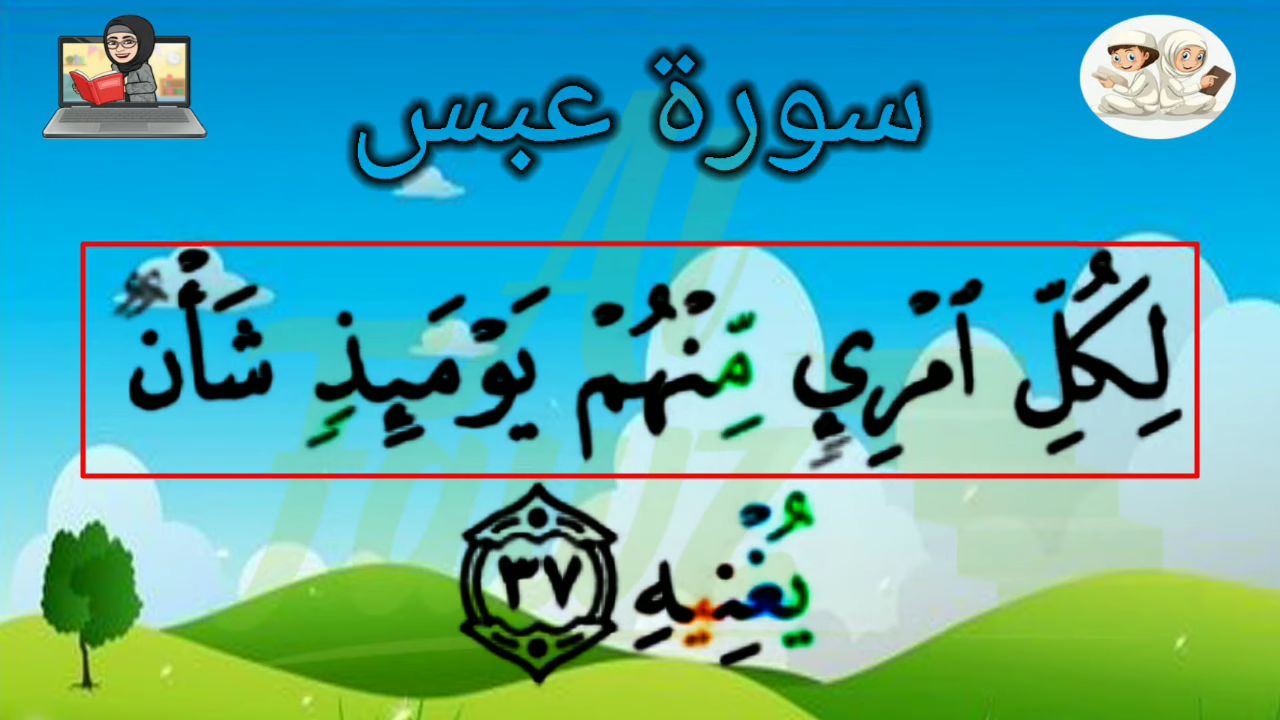 سورة عبس
لِكُلِّ ٱمْرِئٍ مِّنْهُمْ يَوْمَئِذٍ شَأْنٌ
يُغْنِيهِ ٣٧